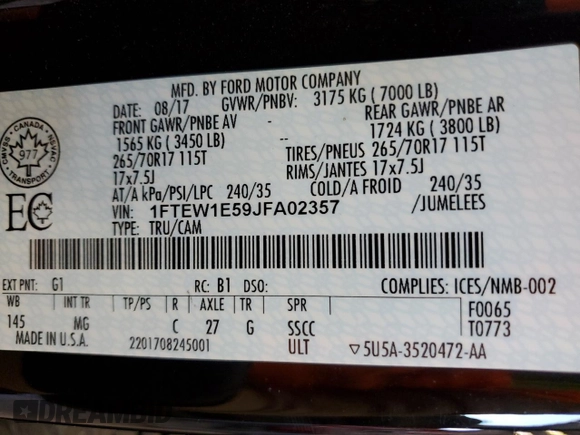 MFD. BY FORD MOTOR COMPANY
DATE: 08/17 GVWR/PNBV: 3175 KG ( 7000 LB)
FRONT GAWR/PNBE AV -- REAR GAWR/PNBE AR
1565 KG ( 3450 LB) -- 1724 KG ( 3800 LB)
265/70R17 115T TIRES/PNEUS 265/70R17 115T
17x7.5J RIMS/JANTES 17x7.5J
AT/A kPa/PSI/LPC 240/35 COLD/A FROID 240/35
VIN: 1FTEW1E59JFA02357 /JUMELEES
TYPE: TRU/CAM
CANADA
977
TRANSPORT
CMVSS
NSVAC
EC
EXT PNT: G1 RC: B1 DSO: COMPLIES: ICES/NMB-002
WB INT TR TP/PS R AXLE TR SPR F0065
145 MG C 27 G SSCC T0773
MADE IN U.S.A. 2201708245001 ULT 5U5A-3520472-AA
DREAMBID